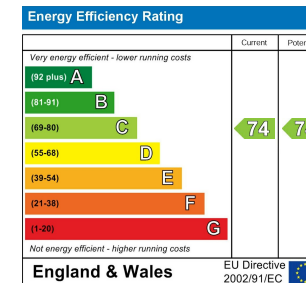 Energy Efficiency Rating
Current
Very energy efficient - lower running costs
(92 plus) A
(81-91) B
(69-80) C 74
(55-68) D
(39-54) E
(21-38) F
(1-20) G
Not energy efficient - higher running costs
England & Wales
EU Directive
2002/91/EC